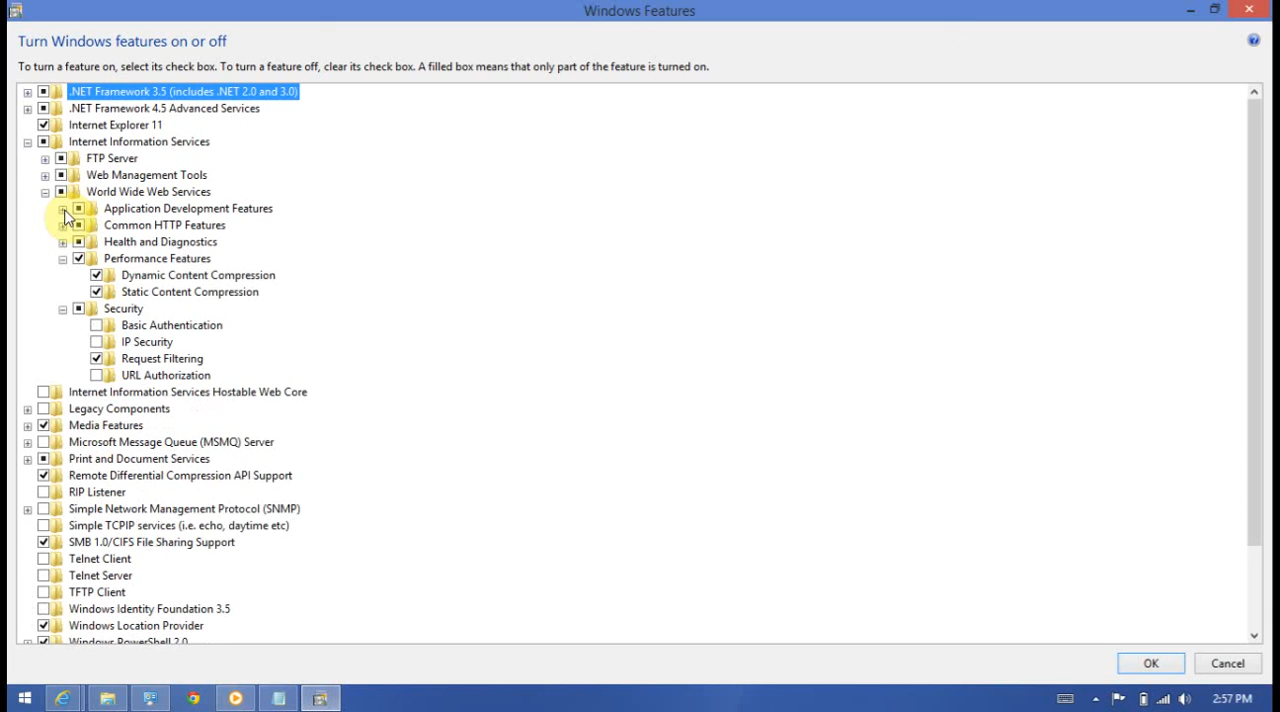 Windows Features
Turn Windows features on or off
To turn a feature on, select its check box. To turn a feature off, clear its check box. A filled box means that only part of the feature is turned on.
.NET Framework 3.5 (includes .NET 2.0 and 3.0)
.NET Framework 4.5 Advanced Services
Internet Explorer 11
Internet Information Services
FTP Server
Web Management Tools
World Wide Web Services
Application Development Features
Common HTTP Features
Health and Diagnostics
Performance Features
Dynamic Content Compression
Static Content Compression
Security
Basic Authentication
IP Security
Request Filtering
URL Authorization
Internet Information Services Hostable Web Core
Legacy Components
Media Features
Microsoft Message Queue (MSMQ) Server
Print and Document Services
Remote Differential Compression API Support
RIP Listener
Simple Network Management Protocol (SNMP)
Simple TCPIP services (i.e. echo, daytime etc)
SMB 1.0/CIFS File Sharing Support
Telnet Client
Telnet Server
TFTP Client
Windows Identity Foundation 3.5
Windows Location Provider
Windows PowerShell 2.0
OK Cancel
2:57 PM